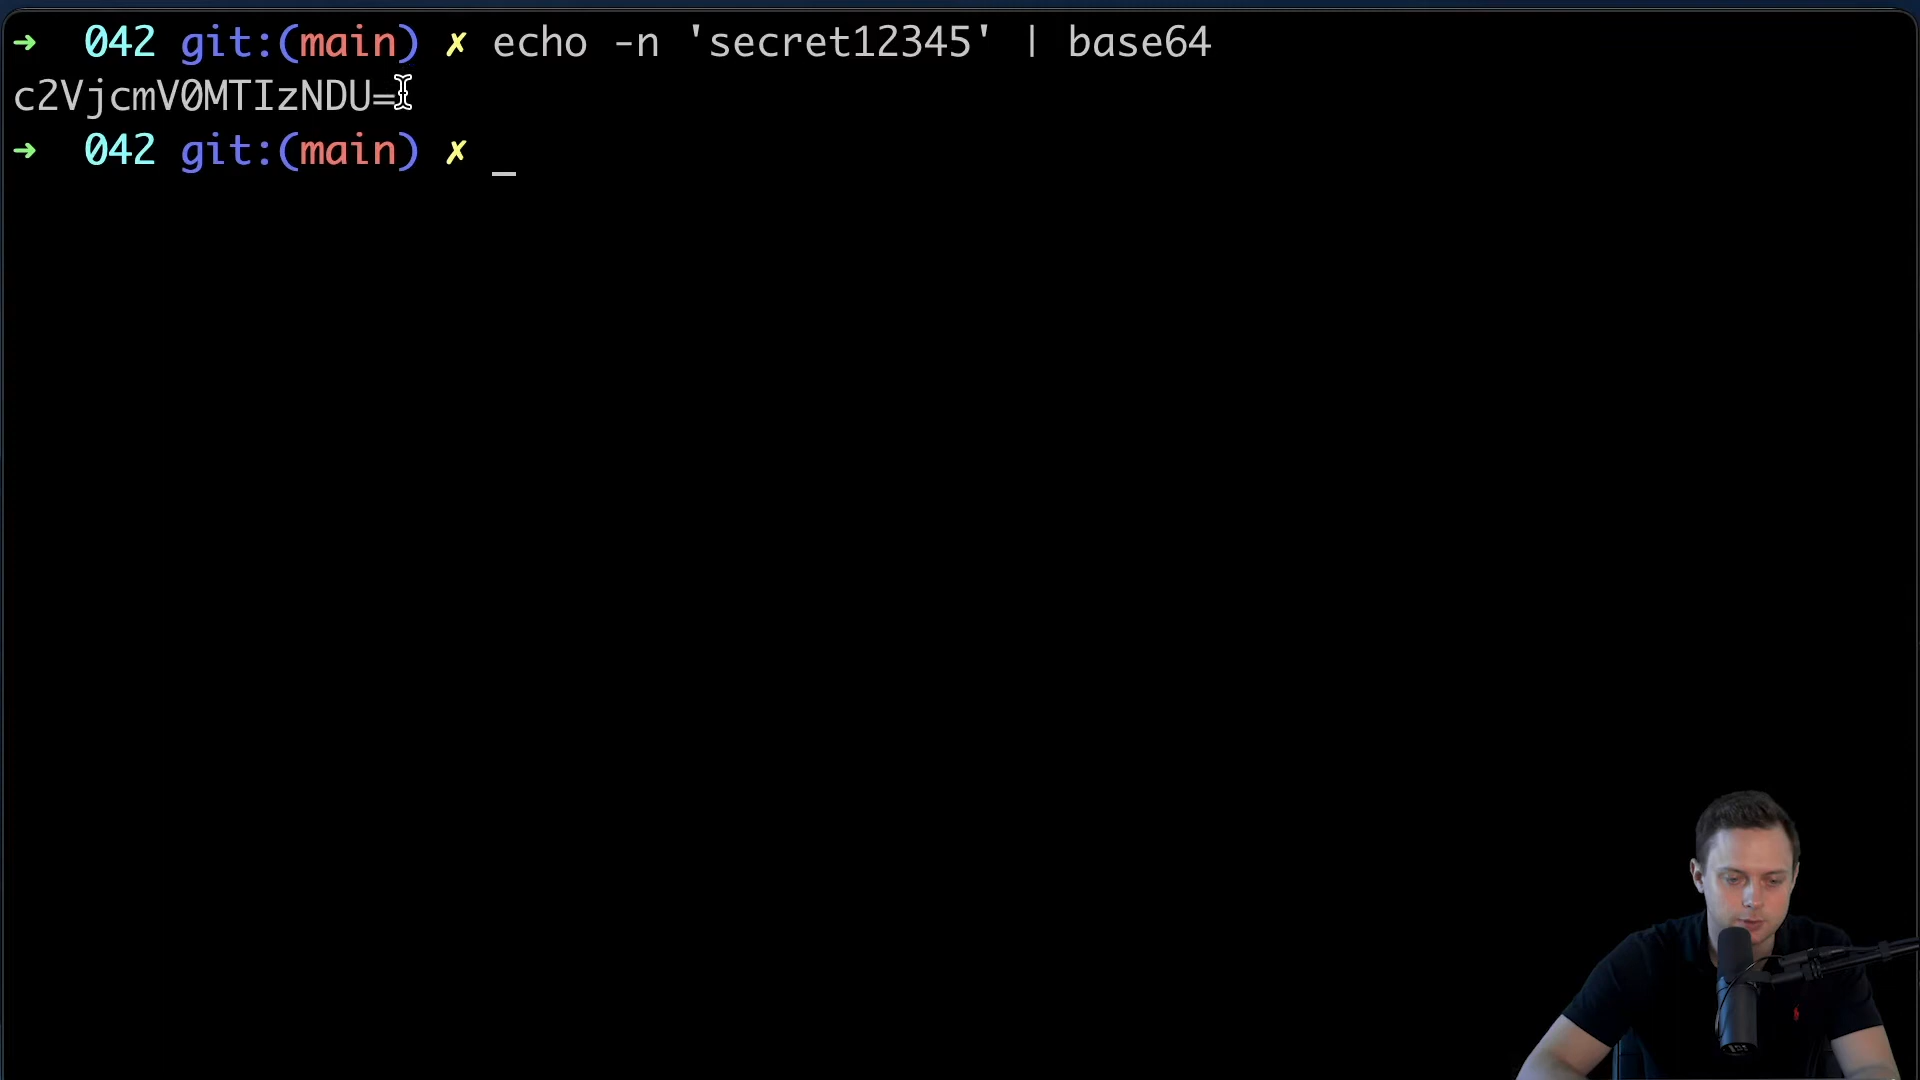 → 042 git:(main) ✗ echo -n 'secret12345' | base64
c2VjcmV0MTIzNDU=
→ 042 git:(main) ✗ _